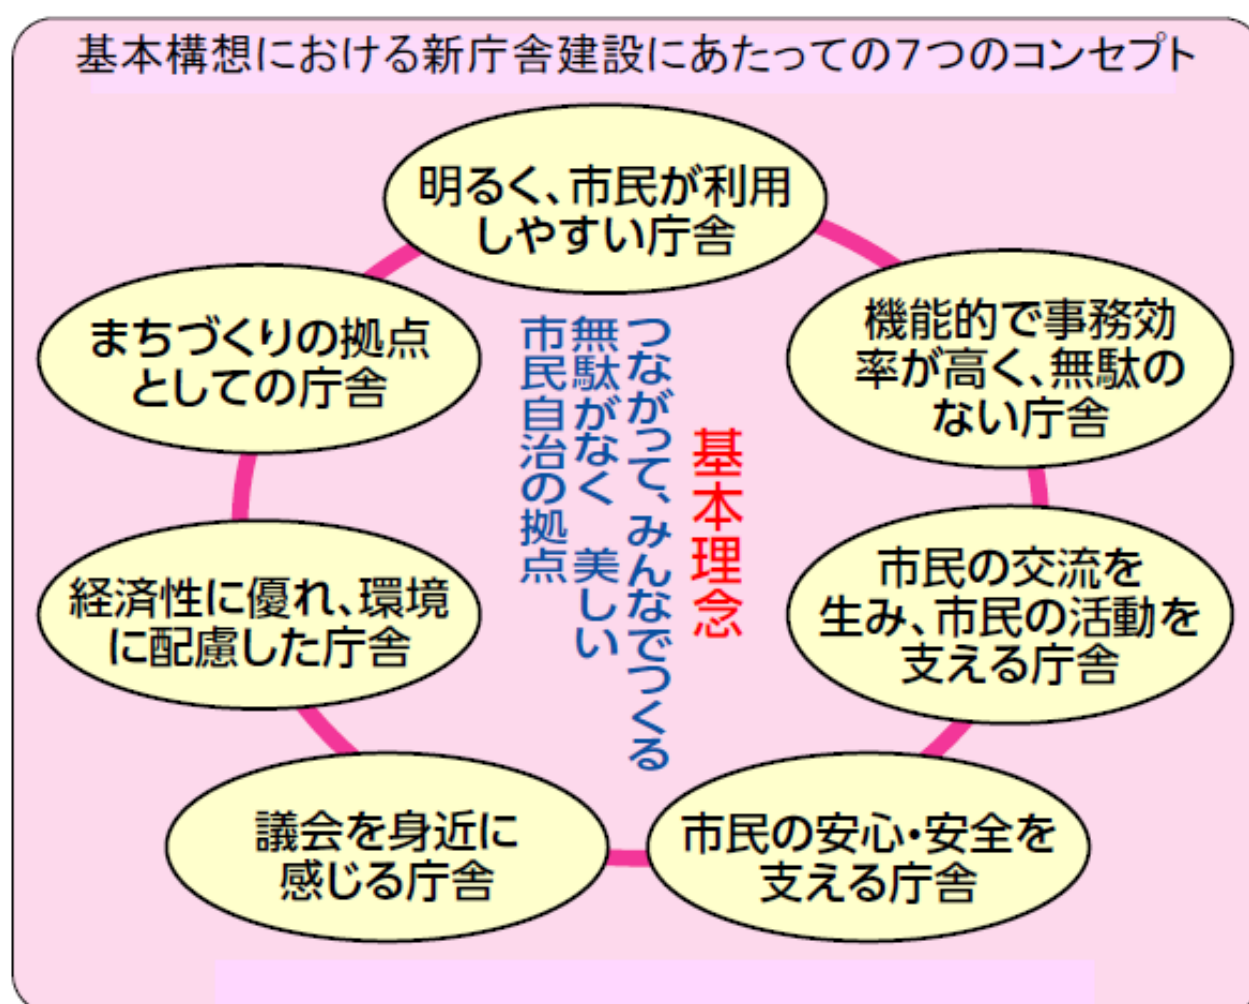 基本構想における新庁舎建設にあたっての7つのコンセプト
明るく、市民が利用
しやすい庁舎
機能的で事務効
率が高く、無駄の
ない庁舎
市民の交流を
生み、市民の活動を
支える庁舎
市民の安心・安全を
支える庁舎
議会を身近に
感じる庁舎
経済性に優れ、環境
に配慮した庁舎
まちづくりの拠点
としての庁舎
基本理念
つながって、みんなでつくる
無駄がなく　美しい
市民自治の拠点